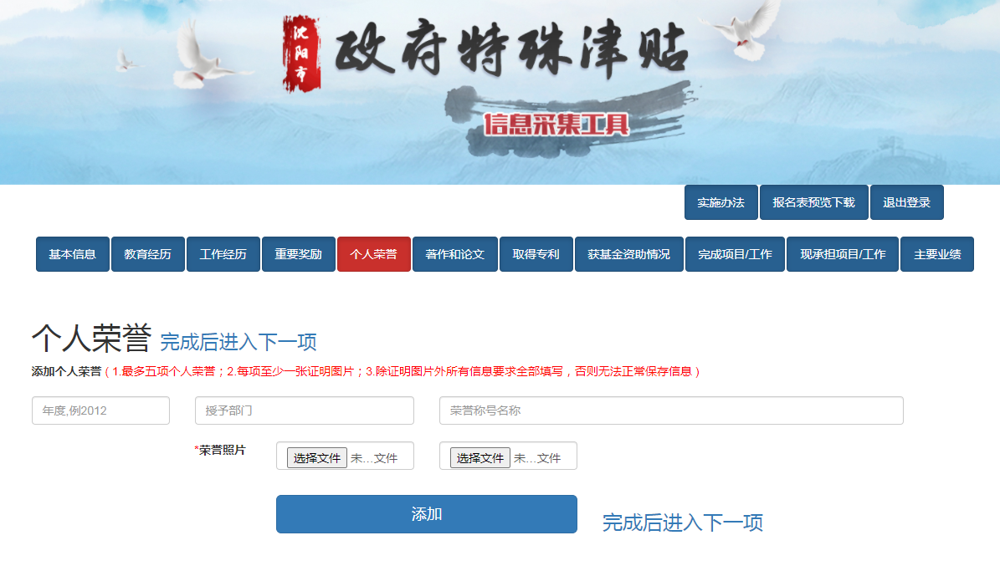 沈阳市
政府特殊津贴
信息采集工具
实施办法 报名表预览下载 退出登录
基本信息 教育经历 工作经历 重要奖励 个人荣誉 著作和论文 取得专利 获基金资助情况 完成项目/工作 现承担项目/工作 主要业绩
个人荣誉 完成后进入下一项
添加个人荣誉（1.最多五项个人荣誉；2.每项至少一张证明图片；3.除证明图片外所有信息要求全部填写，否则无法正常保存信息）
年度,例2012 授予部门 荣誉称号名称
*荣誉照片 选择文件 未...文件 选择文件 未...文件
添加 完成后进入下一项